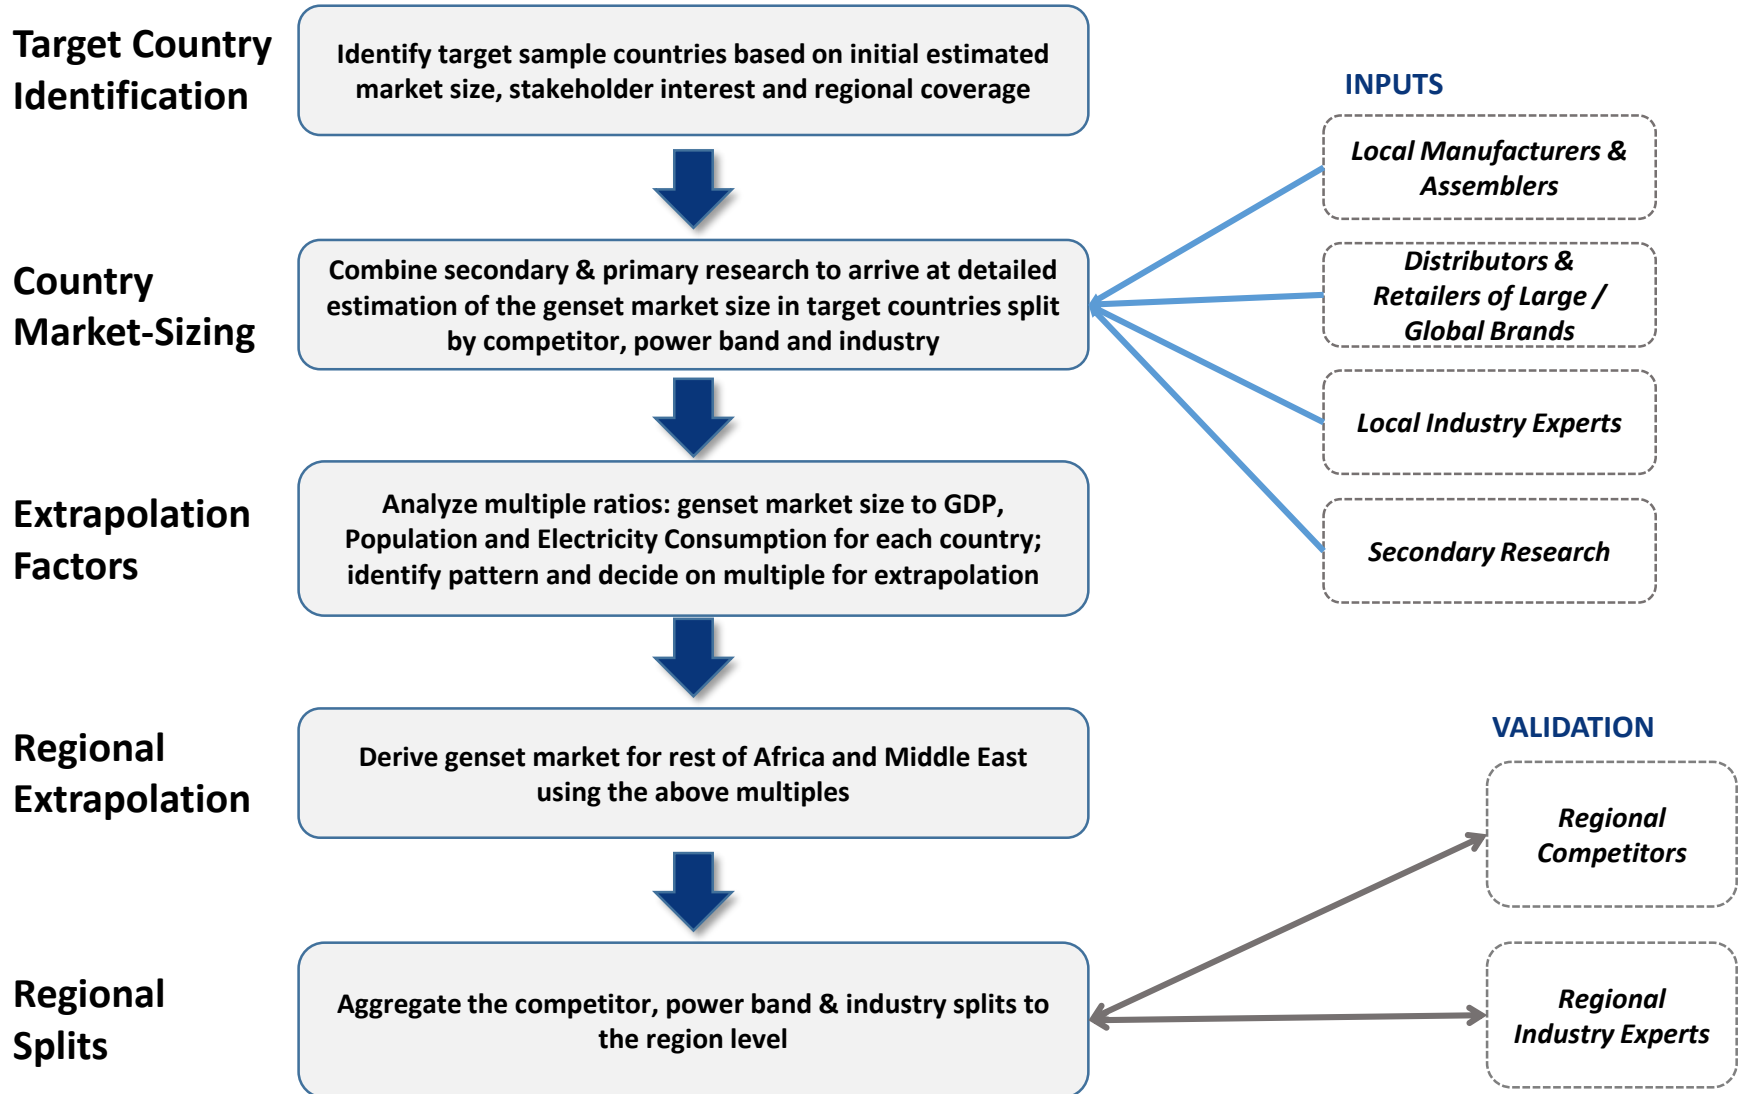 Target Country
Identification
Identify target sample countries based on initial estimated
market size, stakeholder interest and regional coverage
INPUTS
Local Manufacturers &
Assemblers
Country
Market-Sizing
Combine secondary & primary research to arrive at detailed
estimation of the genset market size in target countries split
by competitor, power band and industry
Distributors &
Retailers of Large /
Global Brands
Local Industry Experts
Secondary Research
Extrapolation
Factors
Analyze multiple ratios: genset market size to GDP,
Population and Electricity Consumption for each country;
identify pattern and decide on multiple for extrapolation
Regional
Extrapolation
Derive genset market for rest of Africa and Middle East
using the above multiples
VALIDATION
Regional
Competitors
Regional
Splits
Aggregate the competitor, power band & industry splits to
the region level
Regional
Industry Experts